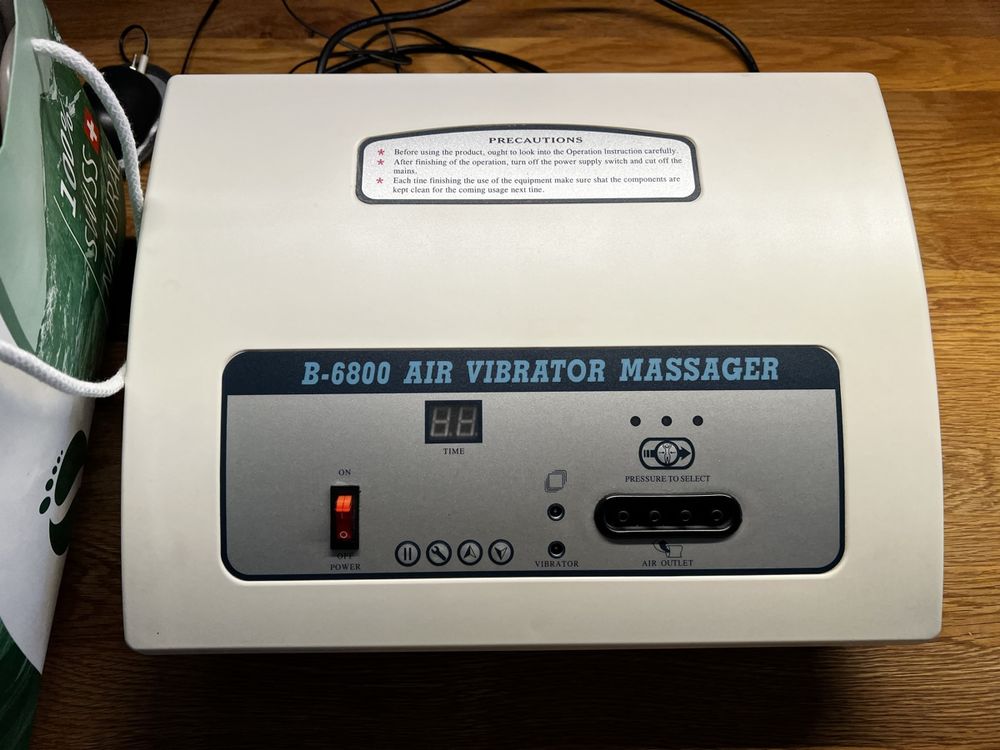 100%
SWISS
PRECAUTIONS
* Before using the product, ought to look into the Operation Instruction carefully.
* After finishing of the operation, turn off the power supply switch and cut off the
mains.
* Each tine finishing the use of the equipment make sure shat the components are
kept clean for the coming usage next time.
B-6800 AIR VIBRATOR MASSAGER
TIME
ON
PRESSURE TO SELECT
OFF
POWER
VIBRATOR
AIR OUTLET